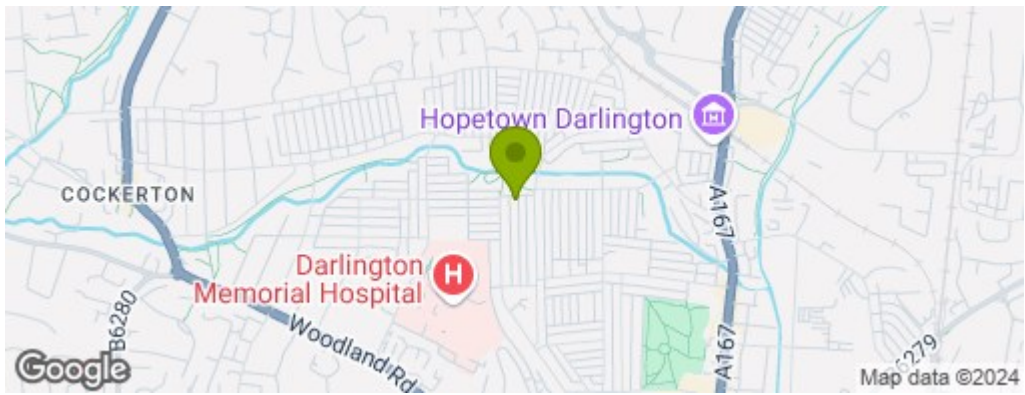 Hopetown Darlington
M
COCKERTON
A167
Darlington
Memorial Hospital
H
B6280
Woodland Rd
A167
B6279
Google
Map data ©2024